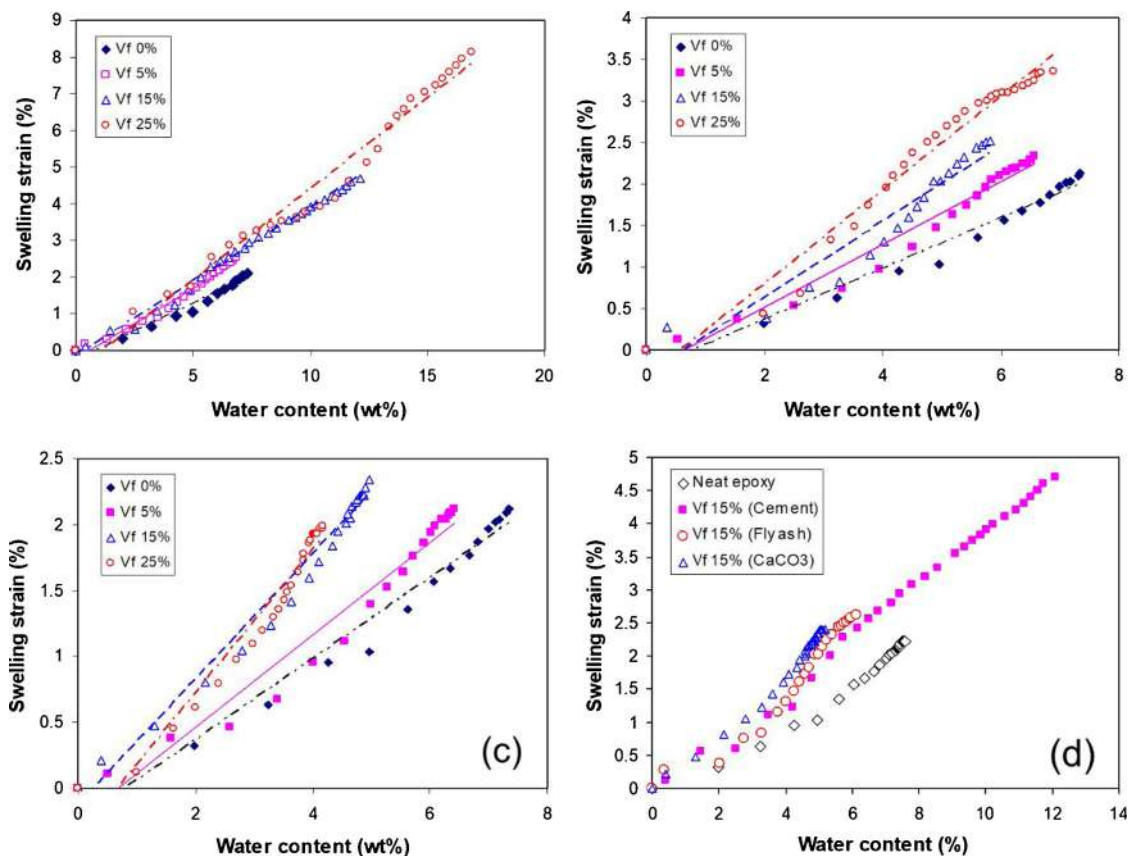 9
8
7
6
5
4
3
2
1
0
Swelling strain (%)
Vf 0%
Vf 5%
Vf 15%
Vf 25%
0 5 10 15 20
Water content (wt%)
4
3.5
3
2.5
2
1.5
1
0.5
0
Swelling strain (%)
Vf 0%
Vf 5%
Vf 15%
Vf 25%
0 2 4 6 8
Water content (wt%)
2.5
2
1.5
1
0.5
0
Swelling strain (%)
Vf 0%
Vf 5%
Vf 15%
Vf 25%
(c)
0 2 4 6 8
Water content (wt%)
5
4.5
4
3.5
3
2.5
2
1.5
1
0.5
0
Swelling strain (%)
Neat epoxy
Vf 15% (Cement)
Vf 15% (Flyash)
Vf 15% (CaCO3)
(d)
0 2 4 6 8 10 12 14
Water content (%)